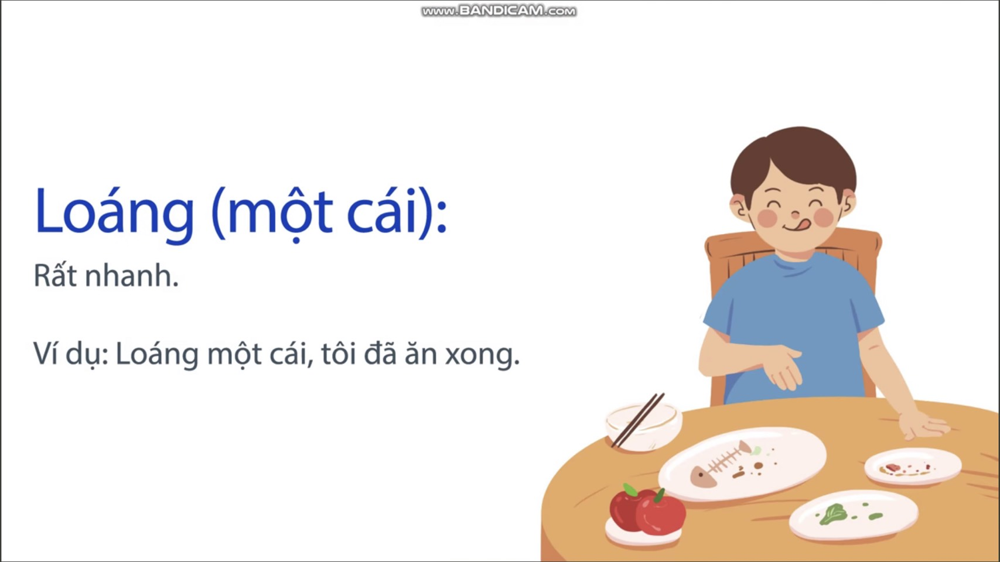 www.BANDICAM.com
Loáng (một cái):
Rất nhanh.
Ví dụ: Loáng một cái, tôi đã ăn xong.